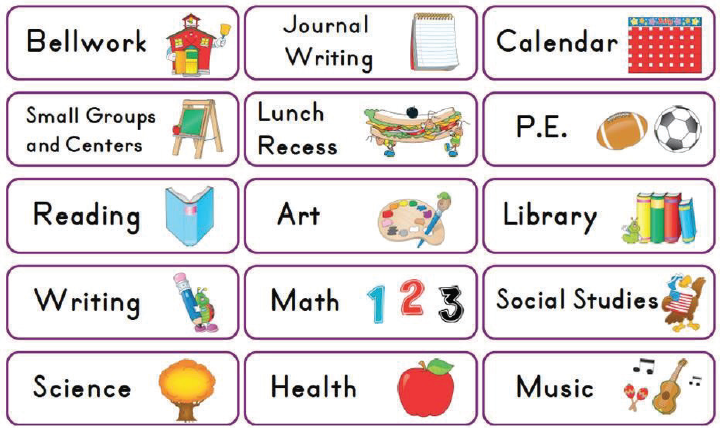 Bellwork
Journal
Writing
Calendar
Small Groups
and Centers
Lunch
Recess
P.E.
Reading
Art
Library
Writing
Math
1 2 3
Social Studies
Science
Health
Music